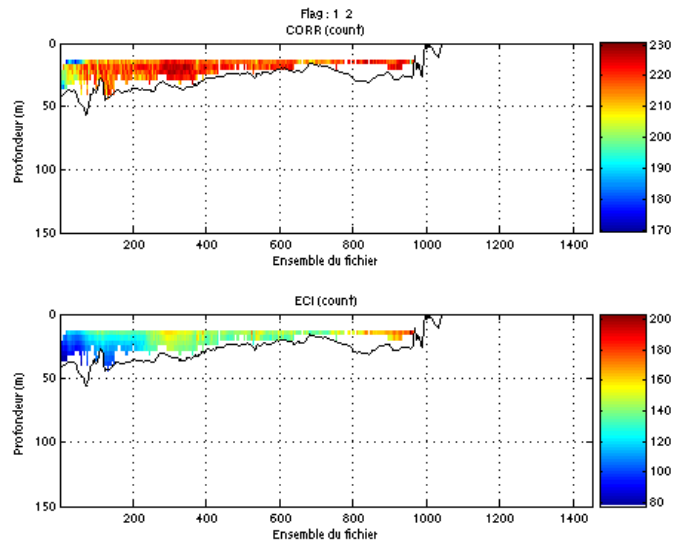 Flag : 1 2
CORR (count)
0
50
100
150
Profondeur (m)
200 400 600 800 1000 1200 1400
Ensemble du fichier
230
220
210
200
190
180
170
ECI (count)
0
50
100
150
Profondeur (m)
200 400 600 800 1000 1200 1400
Ensemble du fichier
200
180
160
140
120
100
80